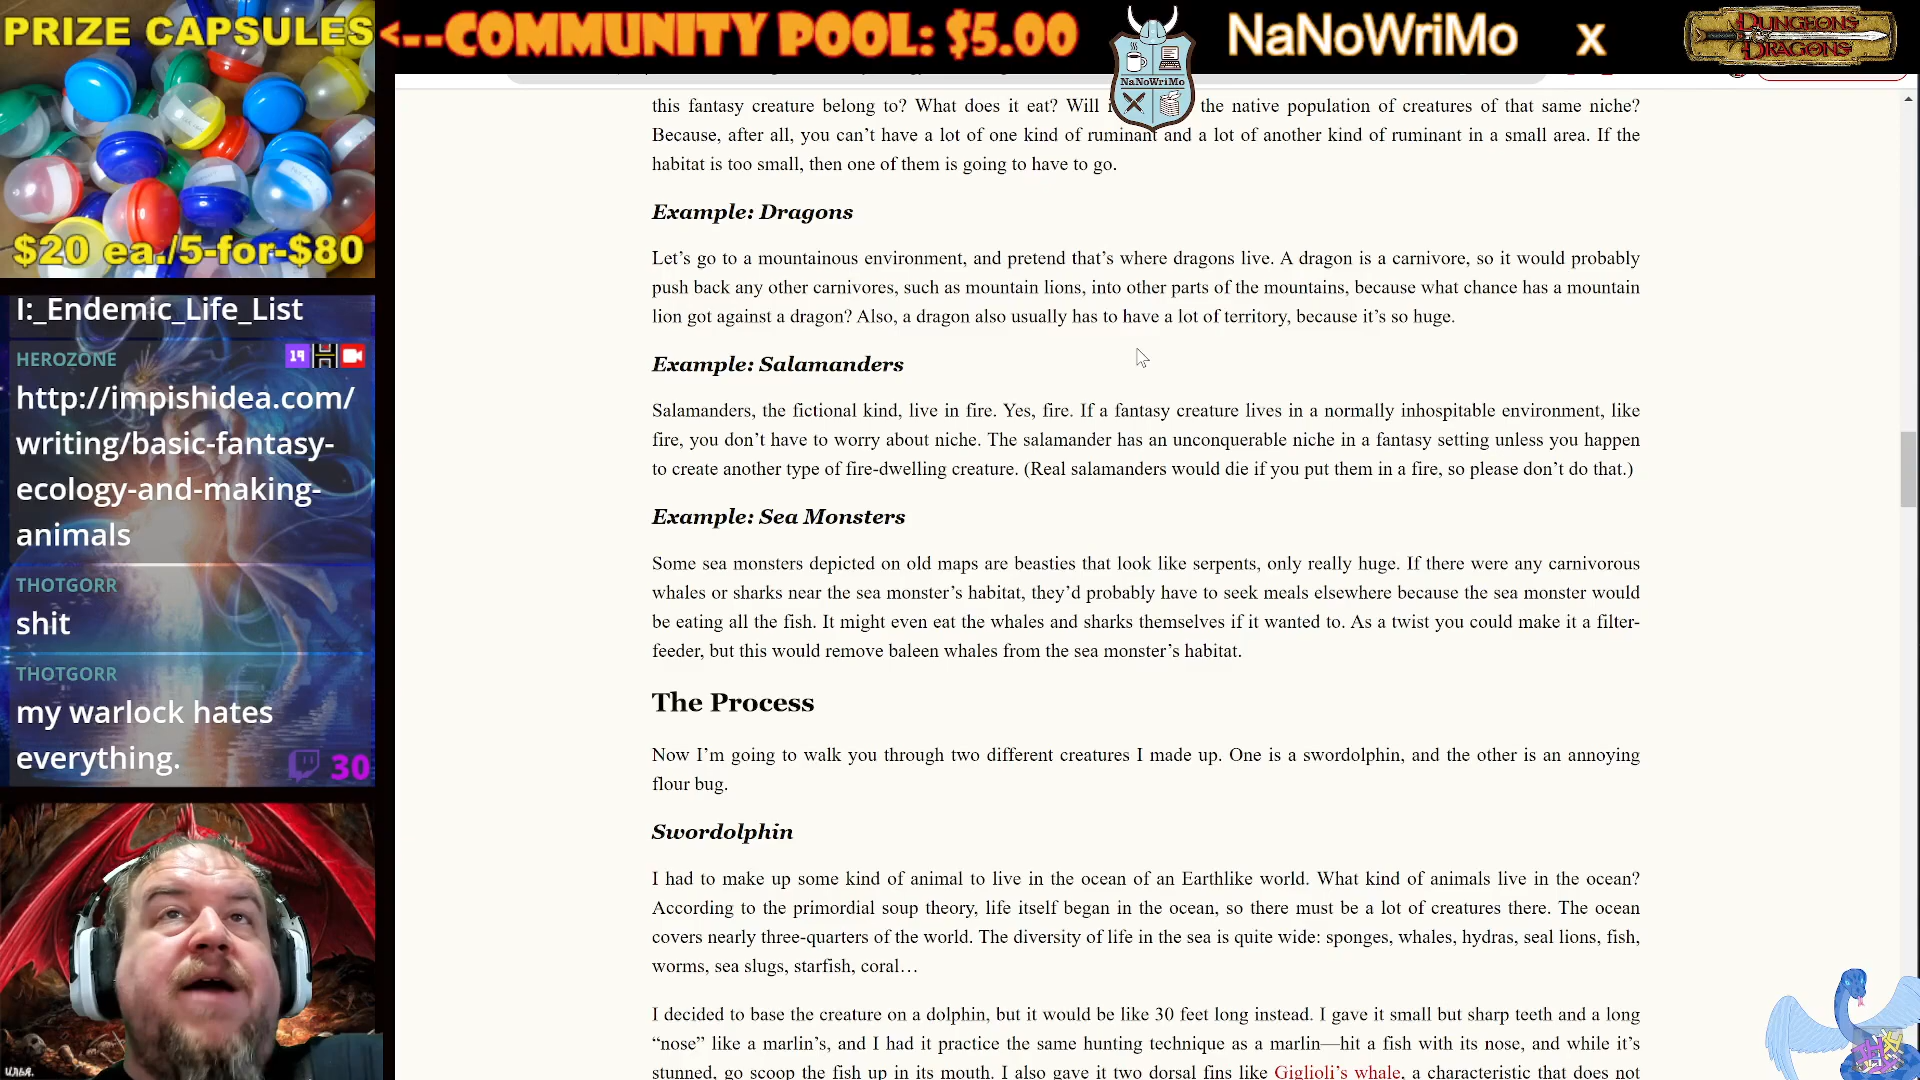 PRIZE CAPSULES
$20 ea./5-for-$80
<--COMMUNITY POOL: $5.00
NaNoWriMo
NaNoWriMo x
DUNGEONS
DRAGONS
I:_Endemic_Life_List
HEROZONE
19
http://impishidea.com/
writing/basic-fantasy-
ecology-and-making-
animals
THOTGORR
shit
THOTGORR
my warlock hates
everything.
30
this fantasy creature belong to? What does it eat? Will the native population of creatures of that same niche?
Because, after all, you can't have a lot of one kind of ruminant and a lot of another kind of ruminant in a small area. If the
habitat is too small, then one of them is going to have to go.
Example: Dragons
Let's go to a mountainous environment, and pretend that's where dragons live. A dragon is a carnivore, so it would probably
push back any other carnivores, such as mountain lions, into other parts of the mountains, because what chance has a mountain
lion got against a dragon? Also, a dragon also usually has to have a lot of territory, because it's so huge.
Example: Salamanders
Salamanders, the fictional kind, live in fire. Yes, fire. If a fantasy creature lives in a normally inhospitable environment, like
fire, you don't have to worry about niche. The salamander has an unconquerable niche in a fantasy setting unless you happen
to create another type of fire-dwelling creature. (Real salamanders would die if you put them in a fire, so please don't do that.)
Example: Sea Monsters
Some sea monsters depicted on old maps are beasties that look like serpents, only really huge. If there were any carnivorous
whales or sharks near the sea monster's habitat, they'd probably have to seek meals elsewhere because the sea monster would
be eating all the fish. It might even eat the whales and sharks themselves if it wanted to. As a twist you could make it a filter-
feeder, but this would remove baleen whales from the sea monster's habitat.
The Process
Now I'm going to walk you through two different creatures I made up. One is a swordolphin, and the other is an annoying
flour bug.
Swordolphin
I had to make up some kind of animal to live in the ocean of an Earthlike world. What kind of animals live in the ocean?
According to the primordial soup theory, life itself began in the ocean, so there must be a lot of creatures there. The ocean
covers nearly three-quarters of the world. The diversity of life in the sea is quite wide: sponges, whales, hydras, seal lions, fish,
worms, sea slugs, starfish, coral…
I decided to base the creature on a dolphin, but it would be like 30 feet long instead. I gave it small but sharp teeth and a long
"nose" like a marlin's, and I had it practice the same hunting technique as a marlin—hit a fish with its nose, and while it's
stunned, go scoop the fish up in its mouth. I also gave it two dorsal fins like Giglioli's whale, a characteristic that does not